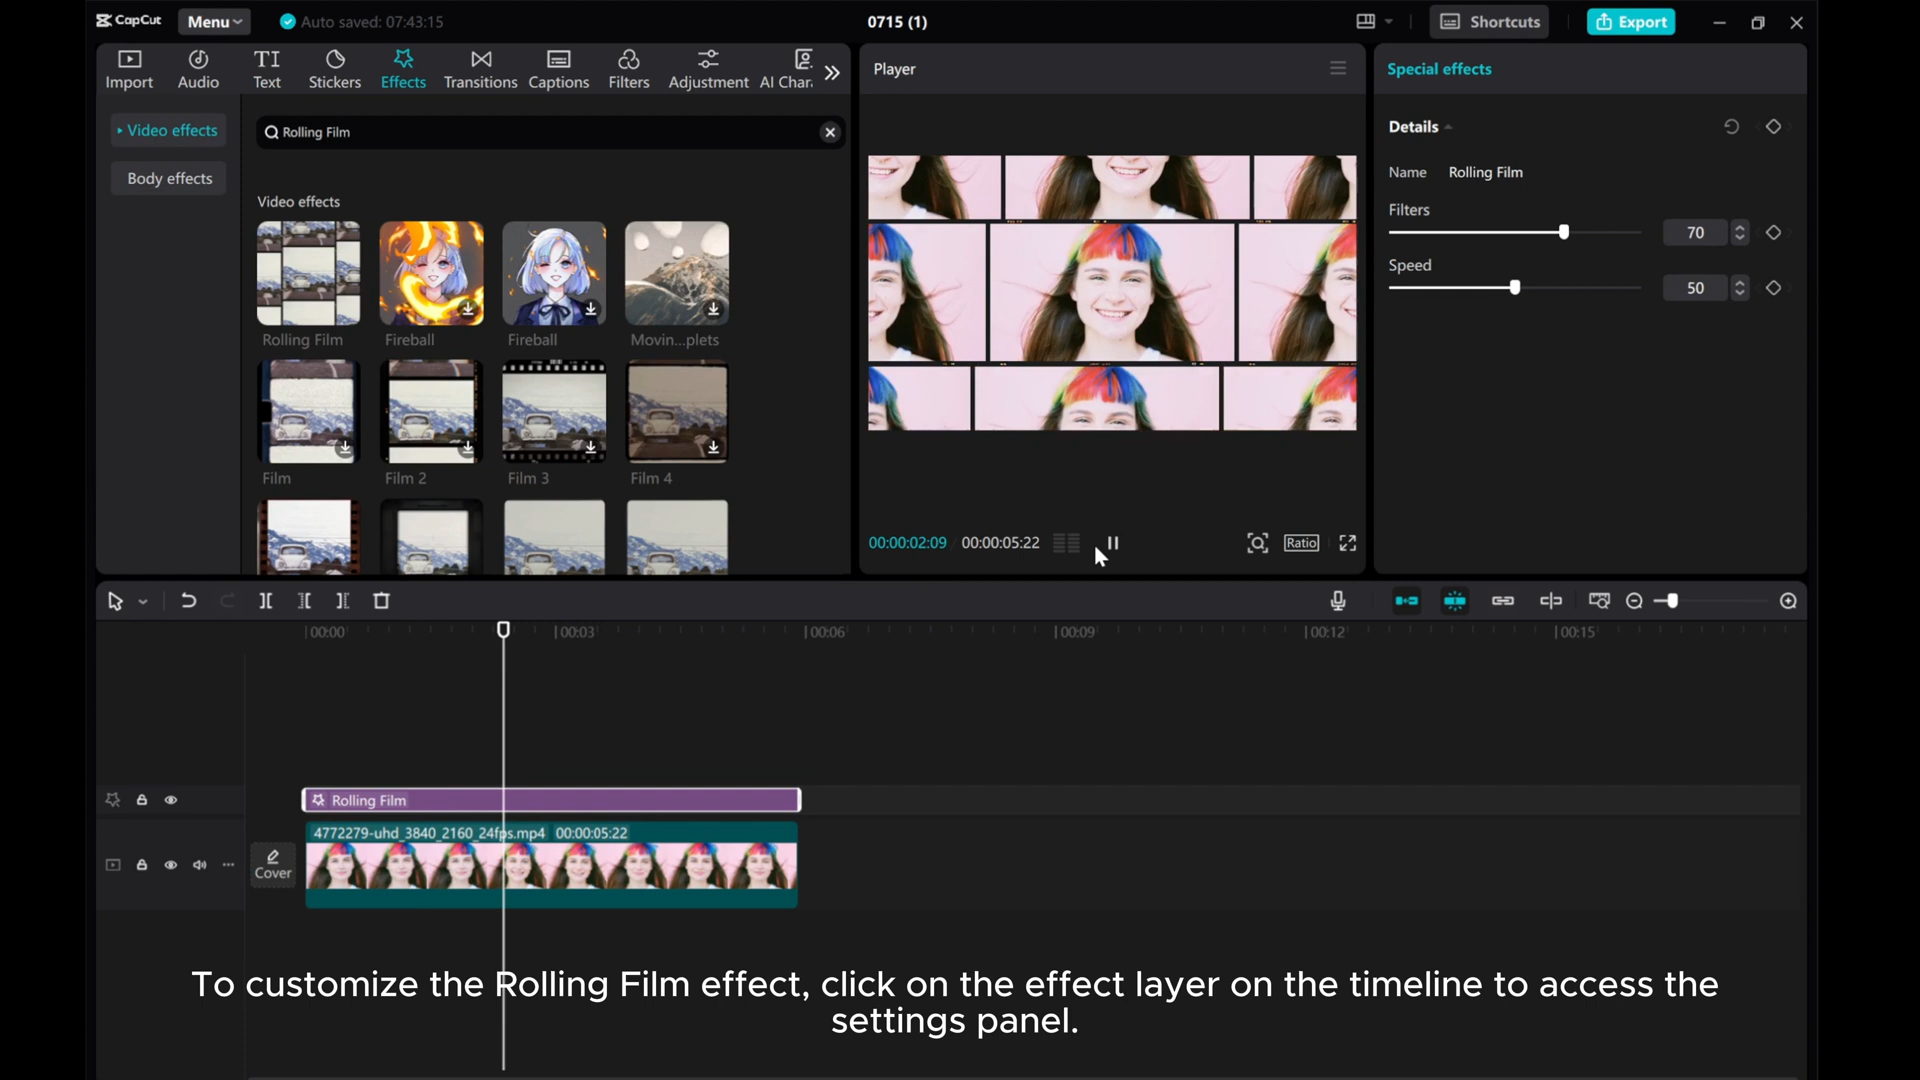 CapCut
Menu
Auto saved: 07:43:15
0715 (1)
Shortcuts
Export
Import
Audio
TI
Text
Stickers
Effects
Transitions
Captions
Filters
Adjustment
AI Char
Video effects
Body effects
Rolling Film
Video effects
Rolling Film
Fireball
Fireball
Movin...plets
Film
Film 2
Film 3
Film 4
Player
00:00:02:09
00:00:05:22
Ratio
Special effects
Details
Name Rolling Film
Filters
70
Speed
50
00:00
00:03
00:06
00:09
00:12
00:15
Rolling Film
4772279-uhd_3840_2160_24fps.mp4 00:00:05:22
Cover
To customize the Rolling Film effect, click on the effect layer on the timeline to access the
settings panel.